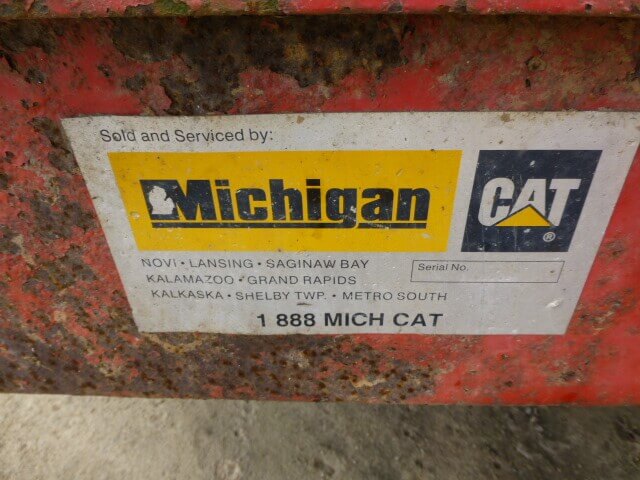 Sold and Serviced by:
Michigan
CAT
®
NOVI • LANSING • SAGINAW BAY
KALAMAZOO • GRAND RAPIDS
KALKASKA • SHELBY TWP. • METRO SOUTH
Serial No.
1 888 MICH CAT